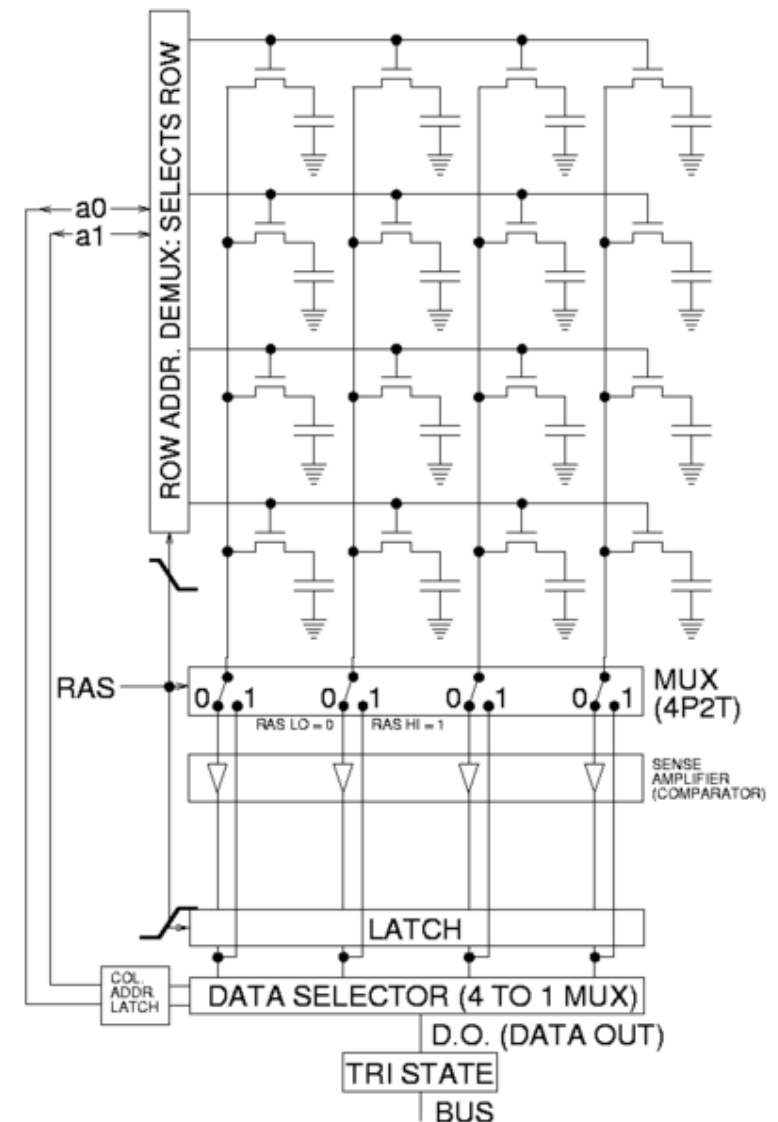 ROW ADDR. DEMUX: SELECTS ROW
a0
a1
RAS
0 1 0 1 0 1 0 1
RAS LO = 0 RAS HI = 1
MUX
(4P2T)
SENSE
AMPLIFIER
(COMPARATOR)
LATCH
COL.
ADDR.
LATCH
DATA SELECTOR (4 TO 1 MUX)
D.O. (DATA OUT)
TRI STATE
BUS